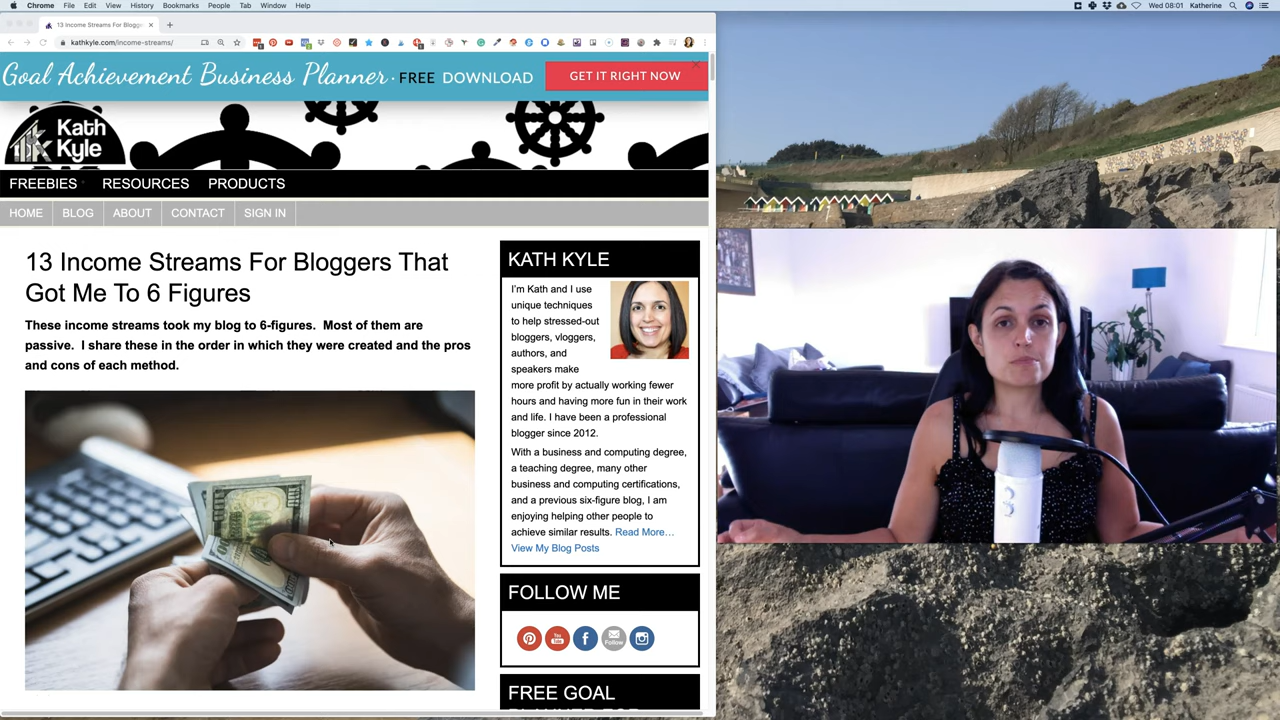 Chrome File Edit View History Bookmarks People Tab Window Help
Wed 08:01 Katherine
13 Income Streams For Blogge
kathkyle.com/income-streams/
Goal Achievement Business Planner · FREE DOWNLOAD
GET IT RIGHT NOW
Kath
Kyle
FREEBIES RESOURCES PRODUCTS
HOME BLOG ABOUT CONTACT SIGN IN
13 Income Streams For Bloggers That
Got Me To 6 Figures
These income streams took my blog to 6-figures. Most of them are
passive. I share these in the order in which they were created and the pros
and cons of each method.
KATH KYLE
I'm Kath and I use
unique techniques
to help stressed-out
bloggers, vloggers,
authors, and
speakers make
more profit by actually working fewer
hours and having more fun in their work
and life. I have been a professional
blogger since 2012.
With a business and computing degree,
a teaching degree, many other
business and computing certifications,
and a previous six-figure blog, I am
enjoying helping other people to
achieve similar results. Read More…
View My Blog Posts
FOLLOW ME
You
Tube
Follow
FREE GOAL